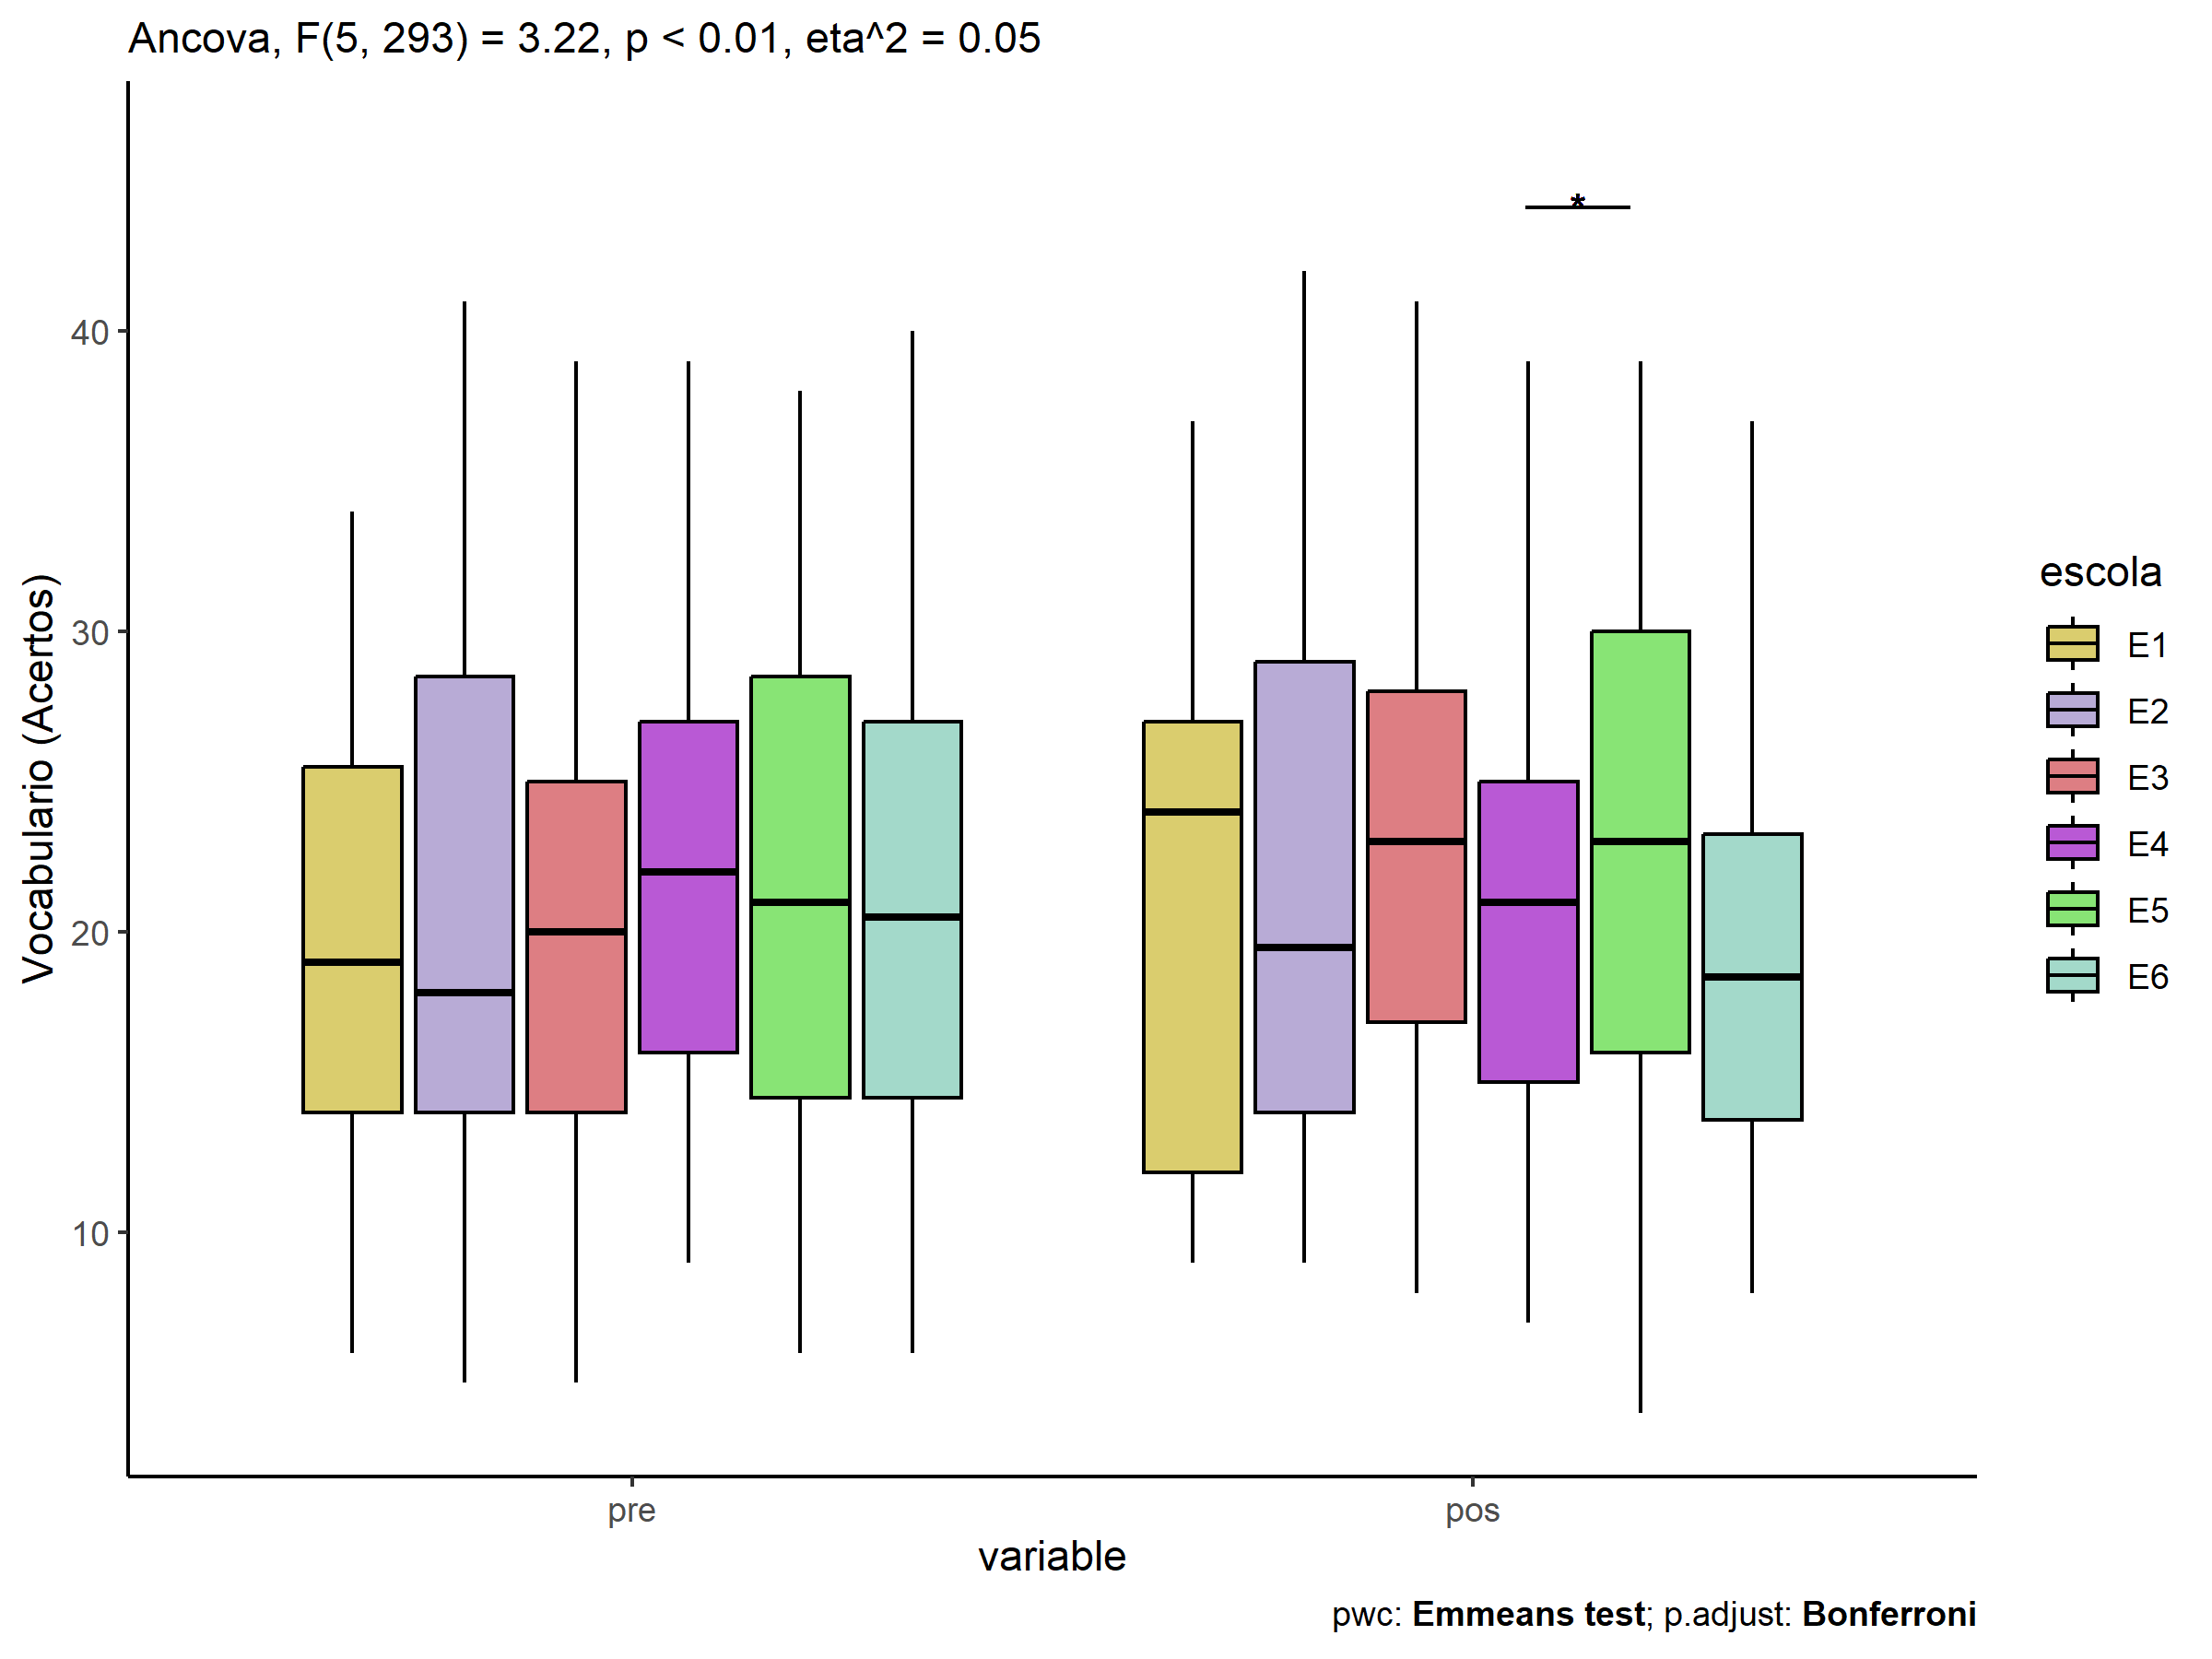 Ancova, F(5, 293) = 3.22, p < 0.01, eta^2 = 0.05
*
Vocabulario (Acertos)
40
30
20
10
pre
pos
variable
escola
E1
E2
E3
E4
E5
E6
pwc: Emmeans test; p.adjust: Bonferroni